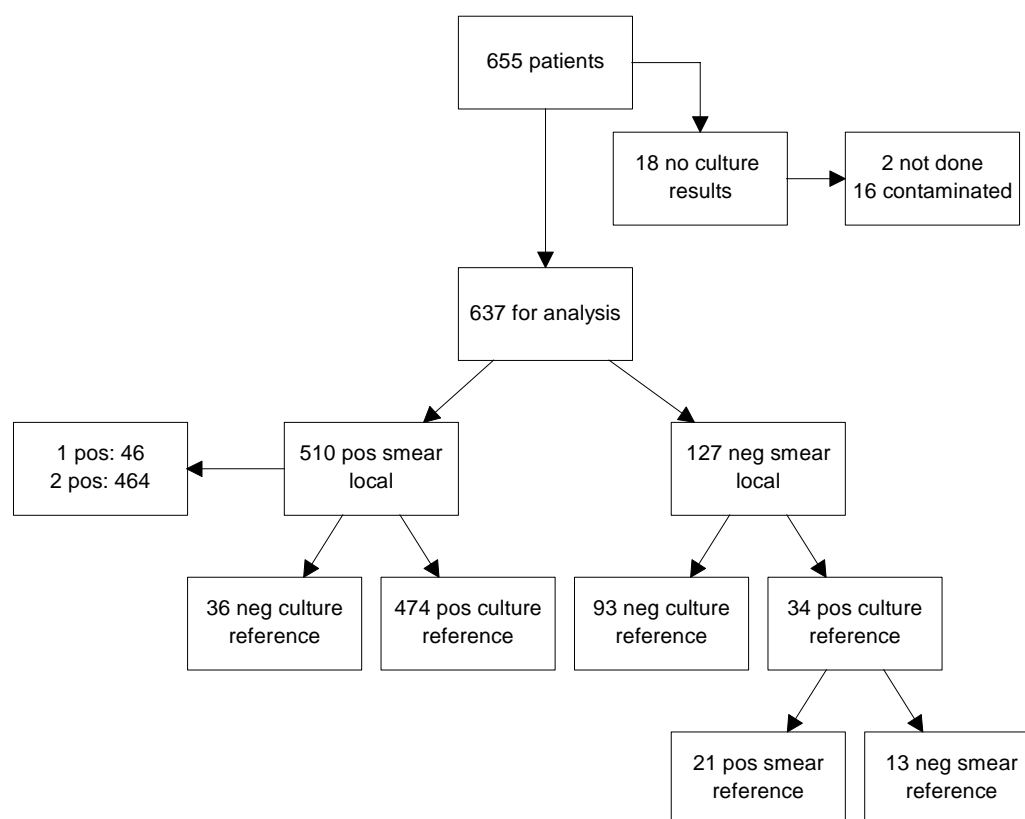 655 patients
18 no culture
results
2 not done
16 contaminated
637 for analysis
1 pos: 46
2 pos: 464
510 pos smear
local
127 neg smear
local
36 neg culture
reference
474 pos culture
reference
93 neg culture
reference
34 pos culture
reference
21 pos smear
reference
13 neg smear
reference